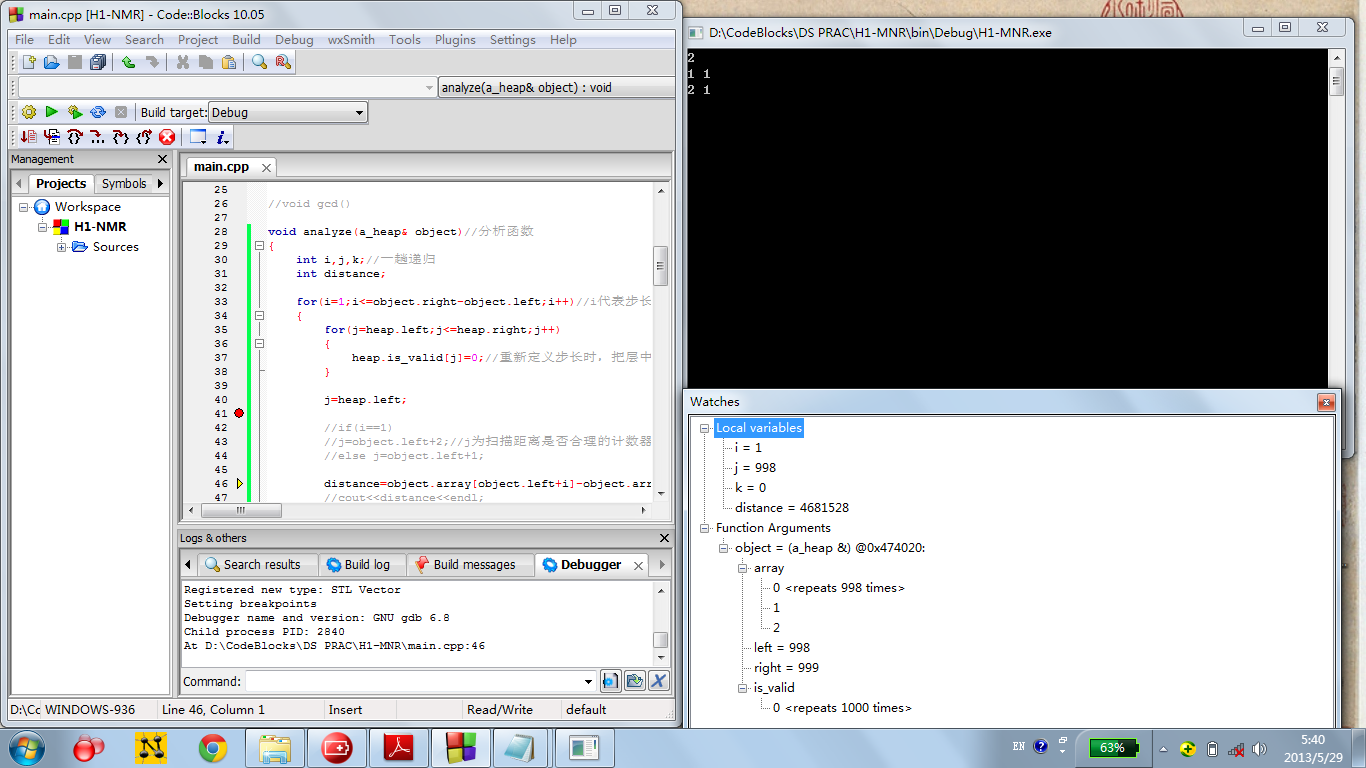 main.cpp [H1-NMR] - Code::Blocks 10.05
File Edit View Search Project Build Debug wxSmith Tools Plugins Settings Help
analyze(a_heap& object) : void
Build target: Debug
Management
Projects Symbols
Workspace
H1-NMR
Sources
main.cpp
25
26 //void gcd()
27
28 void analyze(a_heap& object)//分析函数
29 {
30 int i,j,k;//一趟递归
31 int distance;
32
33 for(i=1;i<=object.right-object.left;i++)//i代表步长
34 {
35 for(j=heap.left;j<=heap.right;j++)
36 {
37 heap.is_valid[j]=0;//重新定义步长时，把层中
38 }
39
40 j=heap.left;
41
42 //if(i==1)
43 //j=object.left+2;//j为扫描距离是否合理的计数器
44 //else j=object.left+1;
45
46 distance=object.array[object.left+i]-object.arr
47 //cout<<distance<<endl;
Logs & others
Search results Build log Build messages Debugger
Registered new type: STL Vector
Setting breakpoints
Debugger name and version: GNU gdb 6.8
Child process PID: 2840
At D:\CodeBlocks\DS PRAC\H1-MNR\main.cpp:46
Command:
D:\Cc WINDOWS-936 Line 46, Column 1 Insert Read/Write default
D:\CodeBlocks\DS PRAC\H1-MNR\bin\Debug\H1-MNR.exe
2
1 1
2 1
Watches
Local variables
i = 1
j = 998
k = 0
distance = 4681528
Function Arguments
object = (a_heap &) @0x474020:
array
0 <repeats 998 times>
1
2
left = 998
right = 999
is_valid
0 <repeats 1000 times>
EN
63%
5:40
2013/5/29